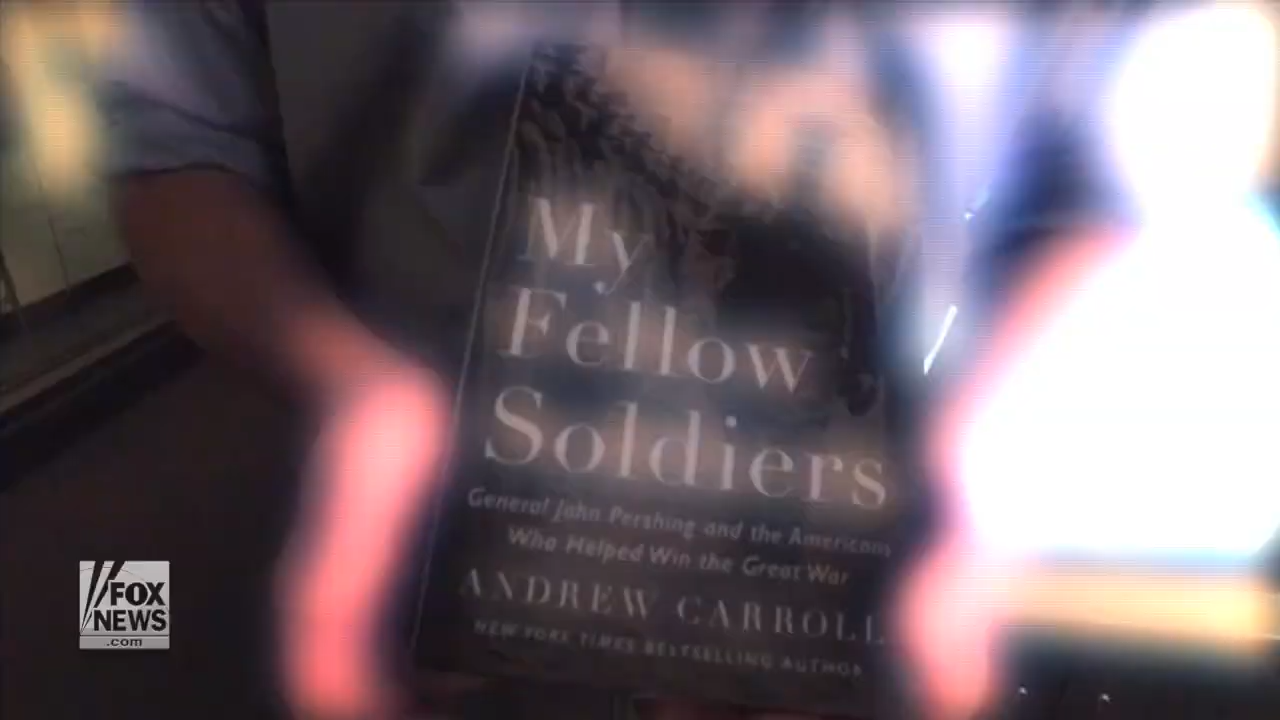 My
Fellow
Soldiers
General John Pershing and the Americans
Who Helped Win the Great War
ANDREW CARROLL
NEW YORK TIMES BESTSELLING AUTHOR
FOX
NEWS
.com